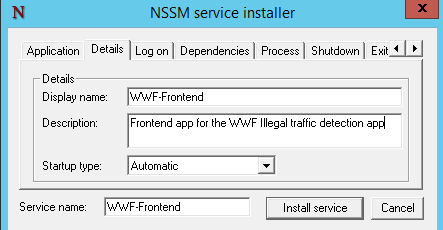 N NSSM service installer x
Application Details Log on Dependencies Process Shutdown Exit
Details
Display name: WWF-Frontend
Description: Frontend app for the WWF Illegal traffic detection app
Startup type: Automatic
Service name: WWF-Frontend Install service Cancel